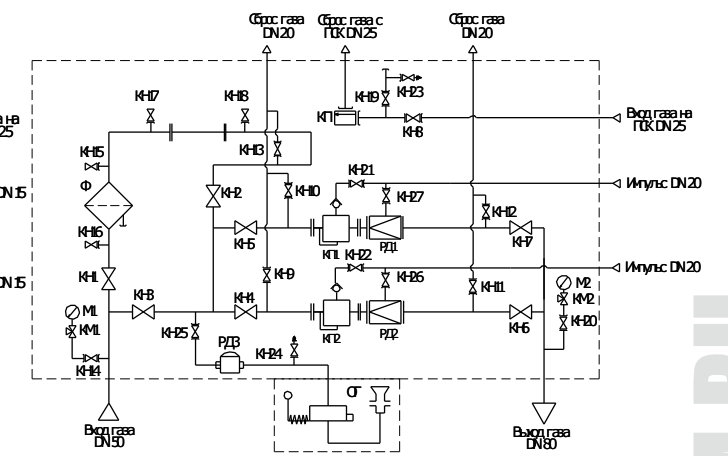 Сброс газа
DN20
Сброс газа с
ПСК DN25
Сброс газа
DN20
КН17
КН18
КН19
КН23
КП
КН8
Вход газа на
ПСК DN25
а на
25
КН15
КН13
Ф
КН2
КН10
КН21
КН27
Импульс DN20
DN15
КН12
КН16
КН5
КП1
РД1
КН7
КН22
КН1
КН9
КН26
Импульс DN20
DN15
КН3
КН4
КН11
М2
КМ2
М1
КМ1
КН25
КП2
РД2
КН6
КН20
РД3
КН24
КН14
ОГ
Вход газа
DN50
Выход газа
DN80